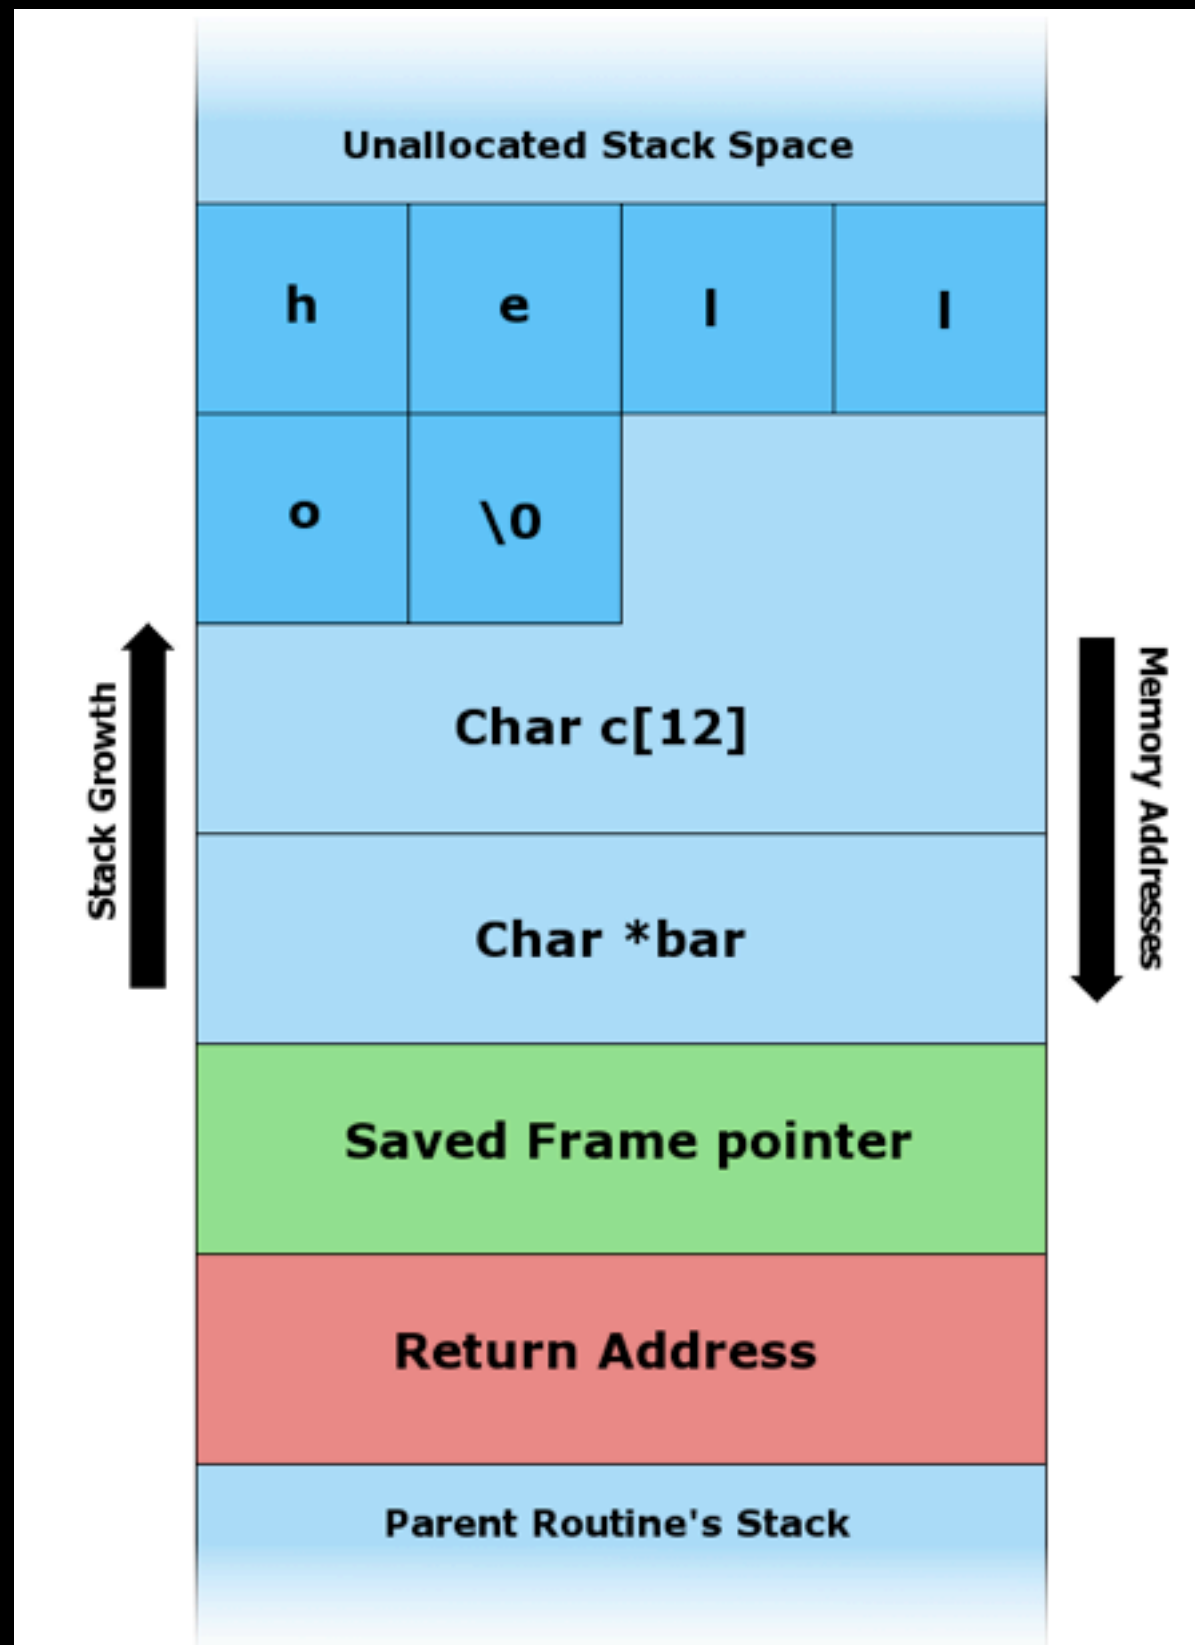 Unallocated Stack Space
h e l l
o \0
Char c[12]
Stack Growth
Memory Addresses
Char *bar
Saved Frame pointer
Return Address
Parent Routine's Stack